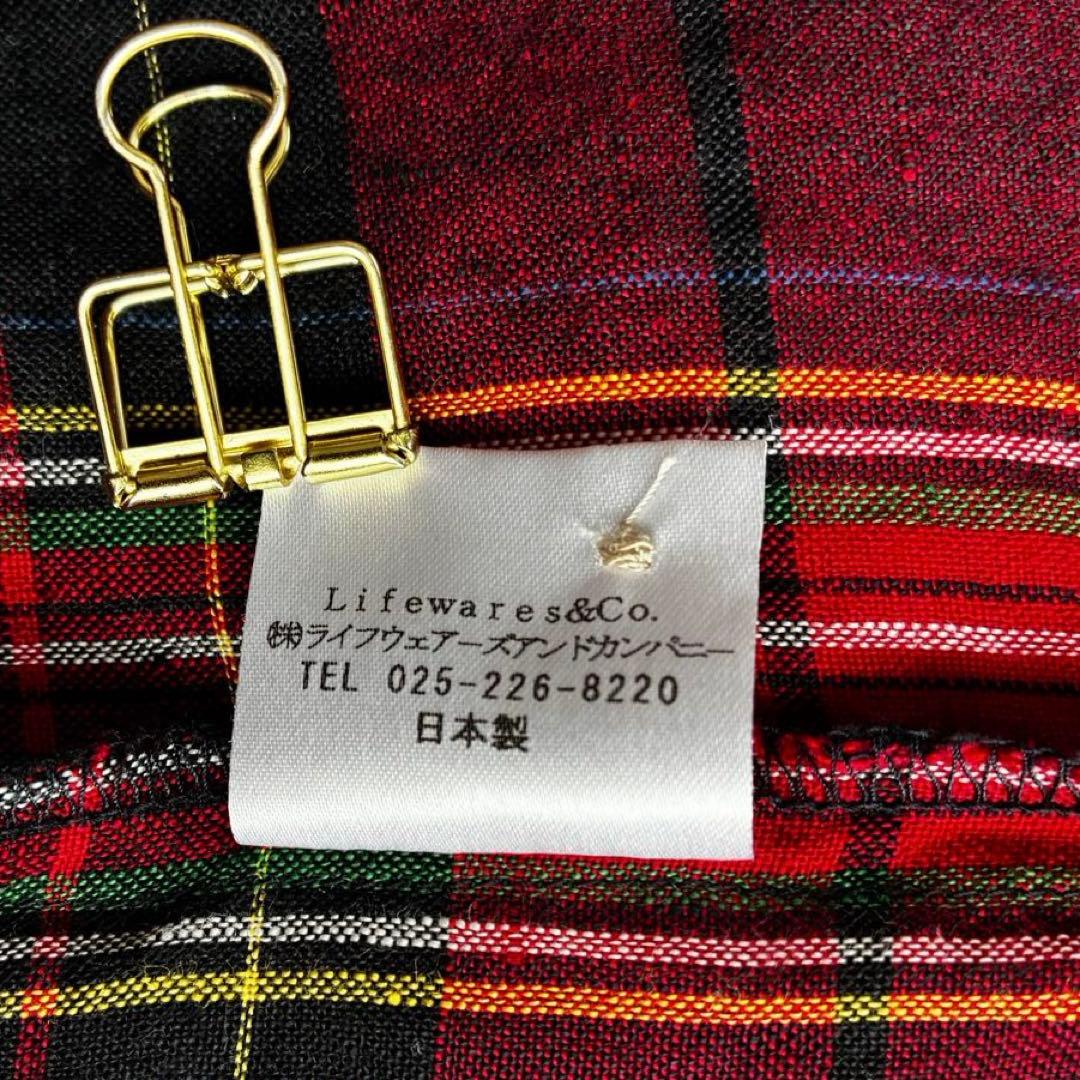 Lifewares&Co.
㈱ライフウェアーズアンドカンパニー
TEL 025-226-8220
日本製